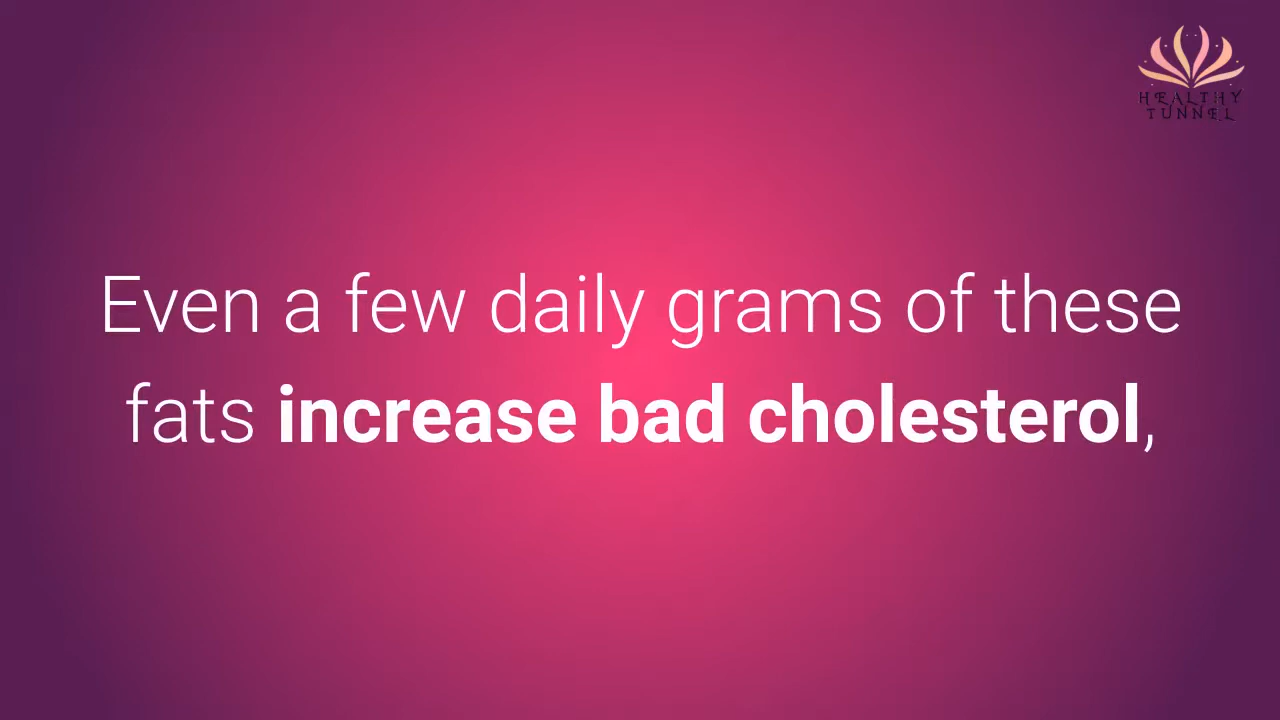 HEALTHY
TUNNEL
Even a few daily grams of these
fats increase bad cholesterol,